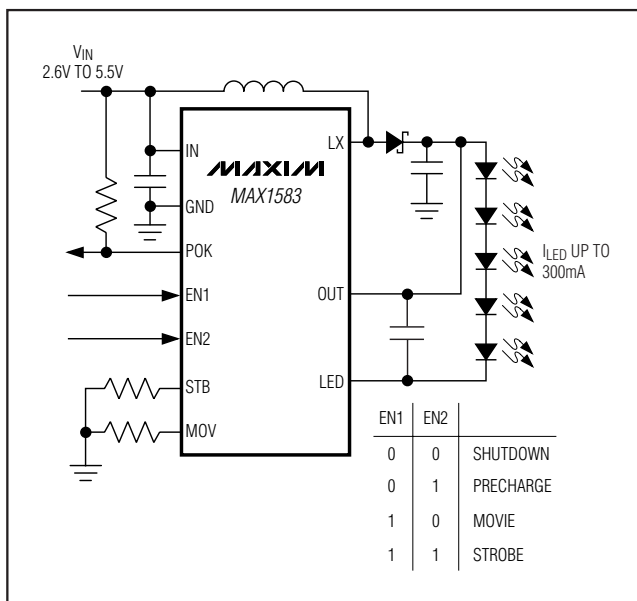 VIN
2.6V TO 5.5V
IN
LX
MAXIM
MAX1583
GND
POK
ILED UP TO
300mA
EN1
OUT
EN2
STB
LED
MOV
EN1 EN2
0 0 SHUTDOWN
0 1 PRECHARGE
1 0 MOVIE
1 1 STROBE